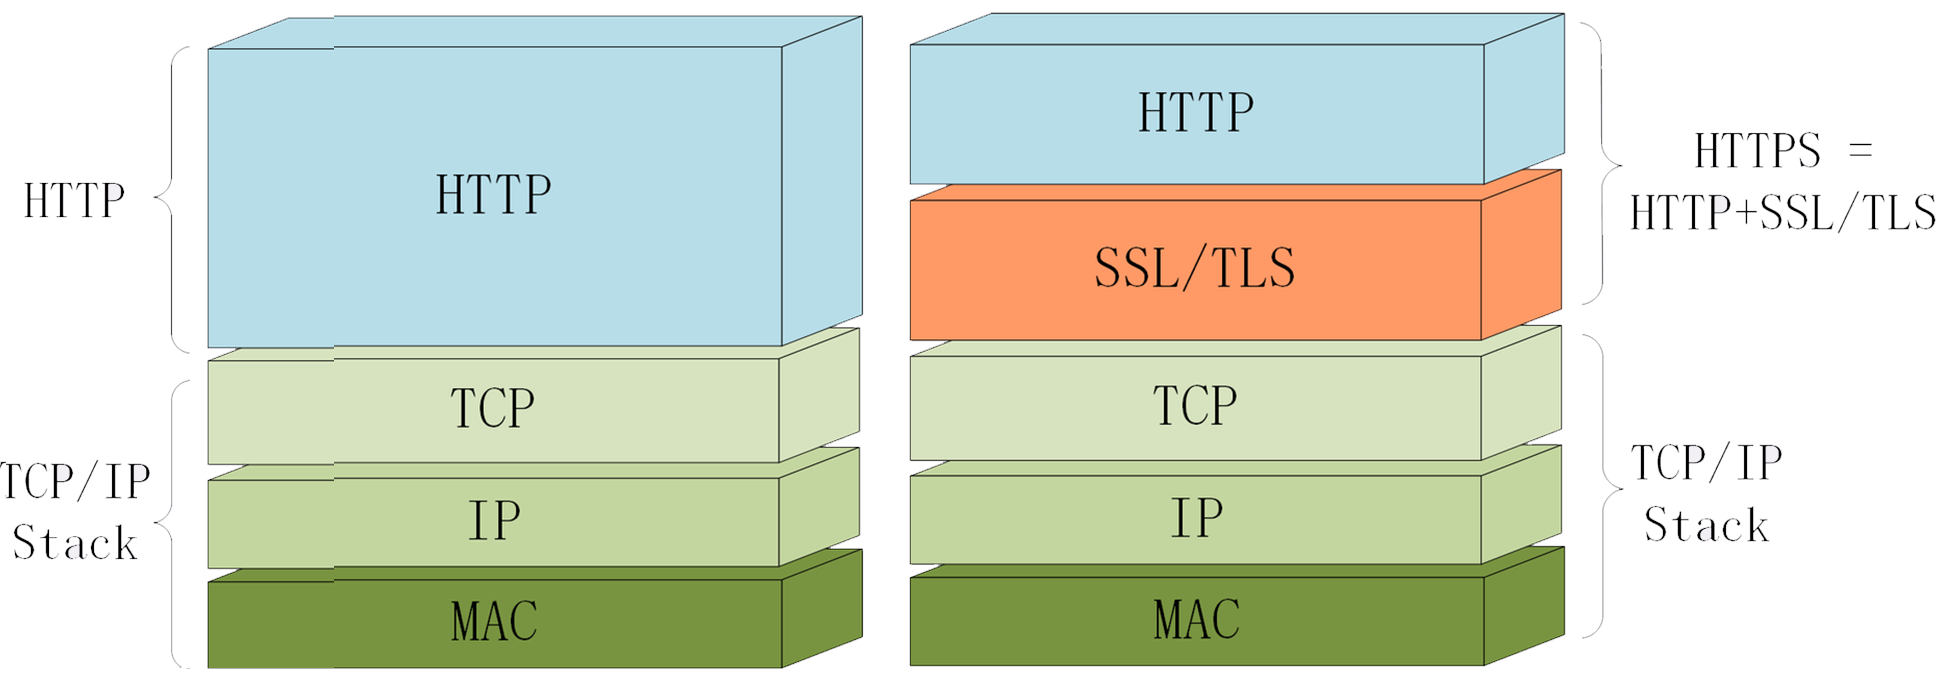 HTTP
TCP/IP
Stack
HTTP
TCP
IP
MAC
HTTP
SSL/TLS
TCP
IP
MAC
HTTPS =
HTTP+SSL/TLS
TCP/IP
Stack